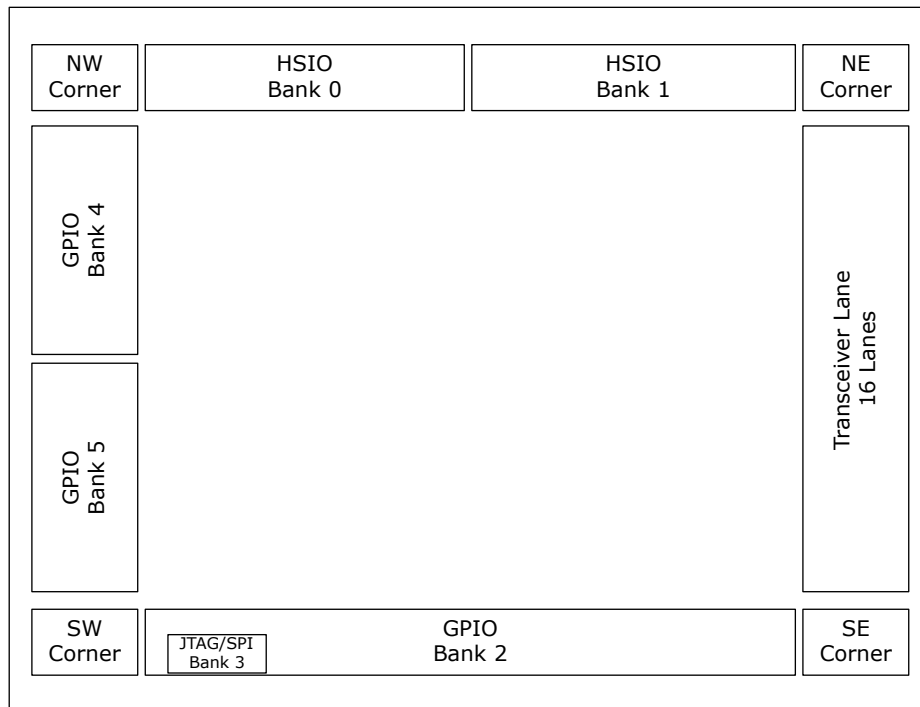 NW
Corner
HSIO
Bank 0
HSIO
Bank 1
NE
Corner
GPIO
Bank 4
Transceiver Lane
16 Lanes
GPIO
Bank 5
SW
Corner
JTAG/SPI
Bank 3
GPIO
Bank 2
SE
Corner